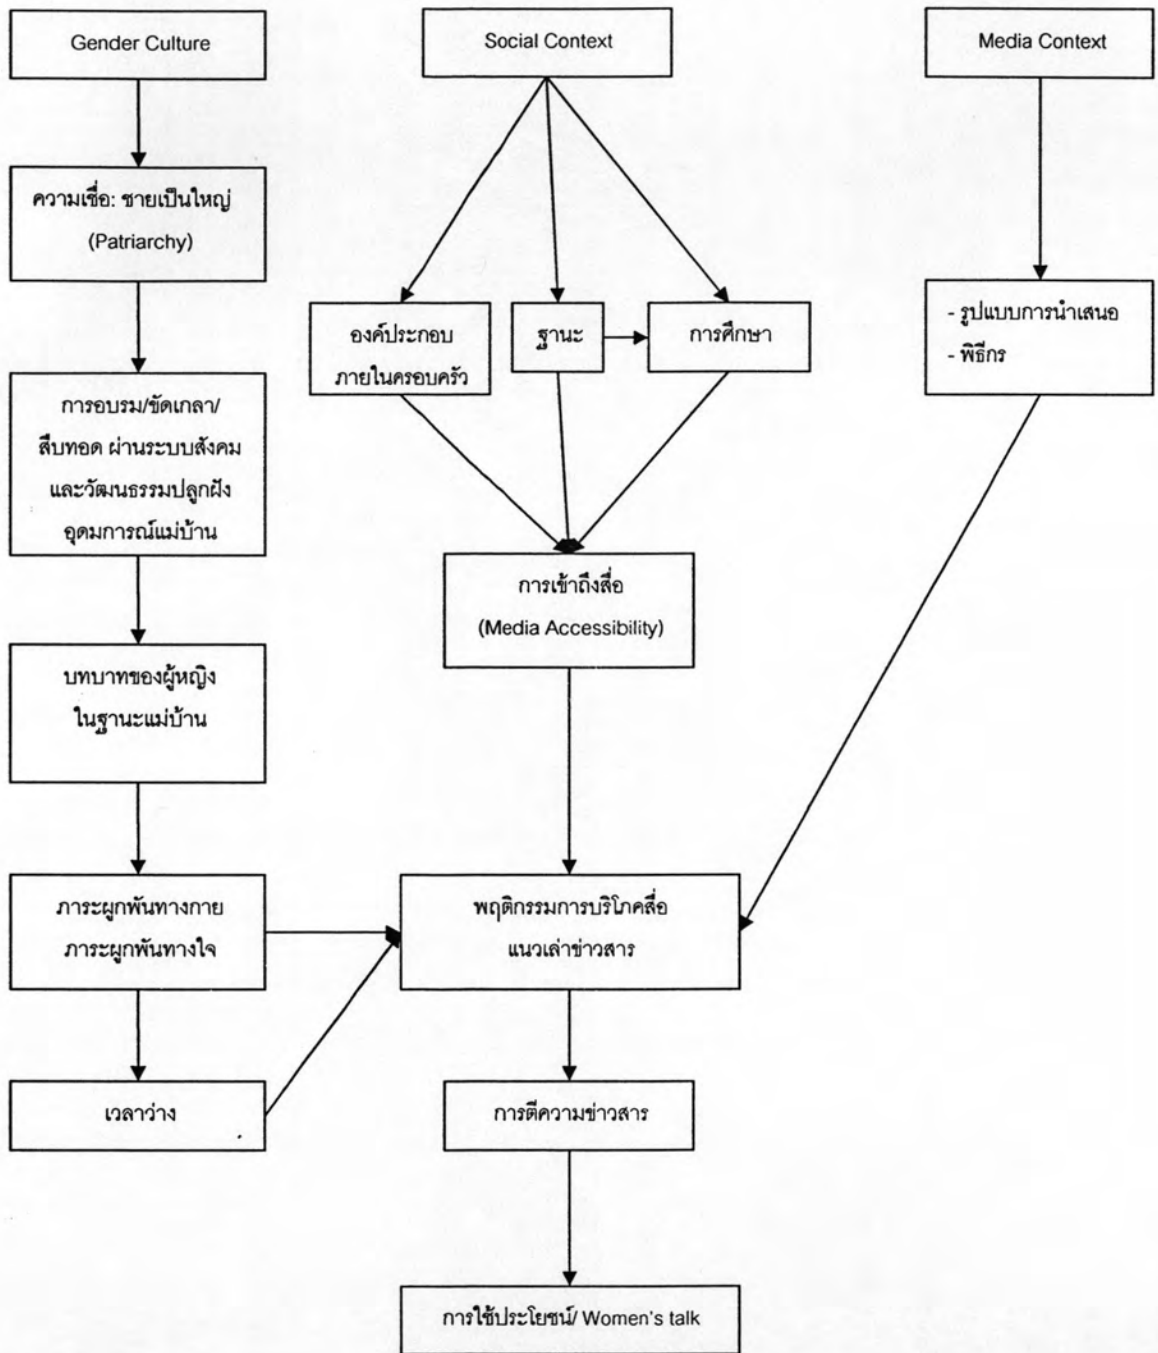 Gender Culture
Social Context
Media Context
ความเชื่อ: ชายเป็นใหญ่
(Patriarchy)
องค์ประกอบ
ภายในครอบครัว
ฐานะ
การศึกษา
- รูปแบบการนำเสนอ
- พิธีกร
การอบรม/ขัดเกลา/
สืบทอด ผ่านระบบสังคม
และวัฒนธรรมปลูกฝัง
อุดมการณ์แม่บ้าน
การเข้าถึงสื่อ
(Media Accessibility)
บทบาทของผู้หญิง
ในฐานะแม่บ้าน
ภาระผูกพันทางกาย
ภาระผูกพันทางใจ
พฤติกรรมการบริโภคสื่อ
แนวเล่าข่าวสาร
เวลาว่าง
การตีความข่าวสาร
การใช้ประโยชน์/ Women's talk